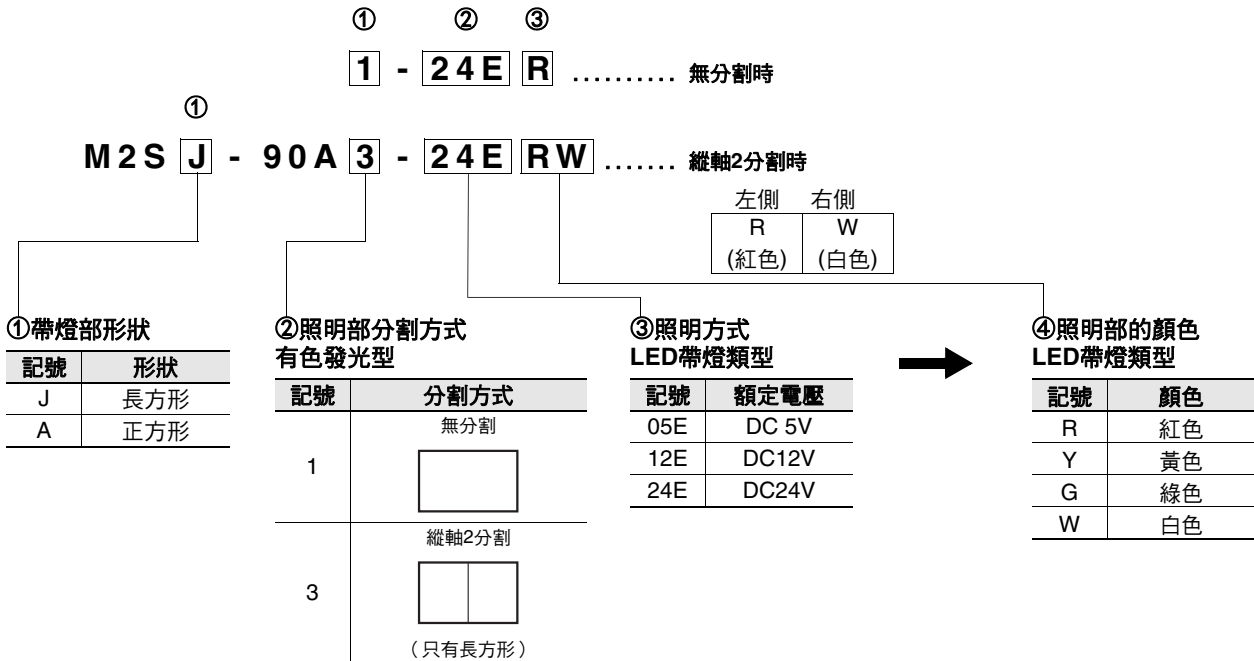 ① ② ③
1 - 24E R .......... 無分割時
①
M2S J - 90A 3 - 24E RW ....... 縱軸2分割時
左側 右側
R W
(紅色) (白色)
①帶燈部形狀
記號 形狀
J 長方形
A 正方形
②照明部分割方式
有色發光型
記號 分割方式
無分割
1
縱軸2分割
3
（只有長方形）
③照明方式
LED帶燈類型
記號 額定電壓
05E DC 5V
12E DC12V
24E DC24V
④照明部的顏色
LED帶燈類型
記號 顏色
R 紅色
Y 黃色
G 綠色
W 白色